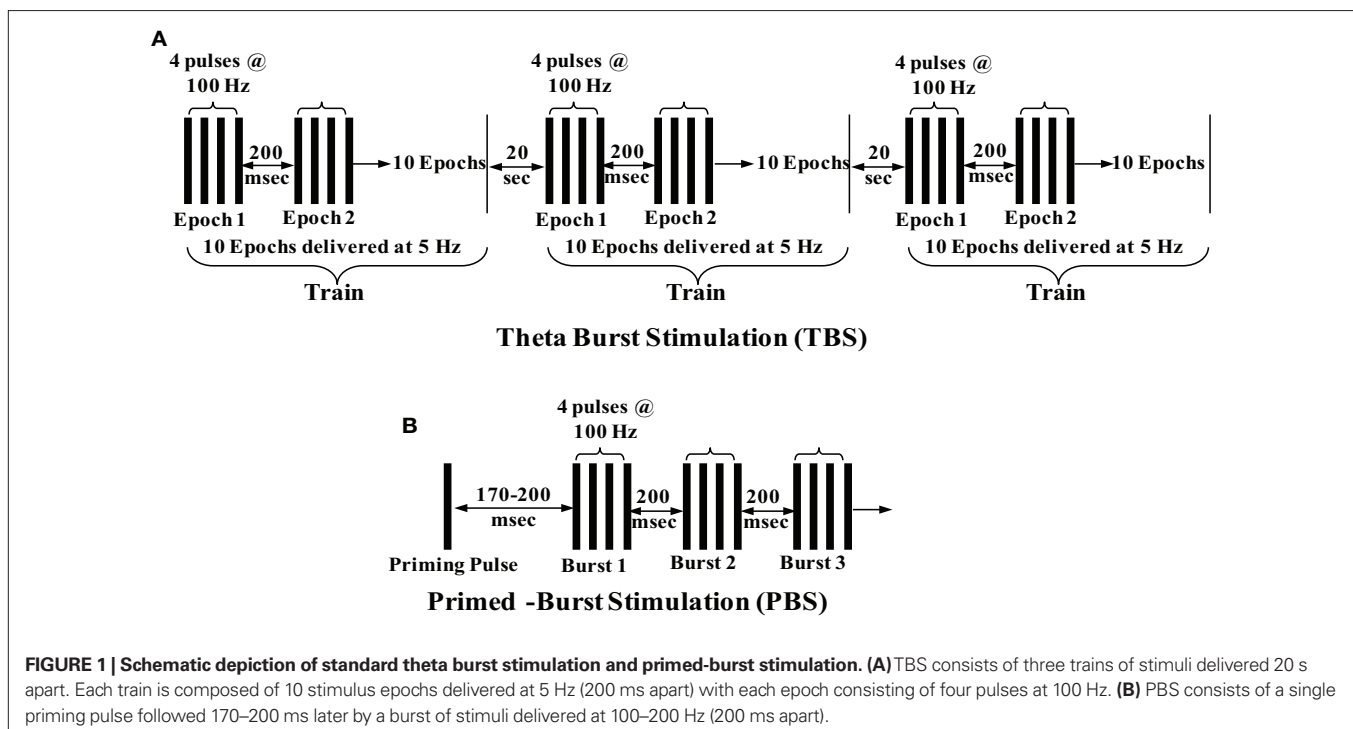 A
4 pulses @
100 Hz
4 pulses @
100 Hz
4 pulses @
100 Hz
200
msec
10 Epochs
20
sec
200
msec
10 Epochs
20
sec
200
msec
10 Epochs
Epoch 1
Epoch 2
Epoch 1
Epoch 2
Epoch 1
Epoch 2
10 Epochs delivered at 5 Hz
10 Epochs delivered at 5 Hz
10 Epochs delivered at 5 Hz
Train
Train
Train
Theta Burst Stimulation (TBS)
B
4 pulses @
100 Hz
170-200
msec
200
msec
200
msec
Priming Pulse
Burst 1
Burst 2
Burst 3
Primed -Burst Stimulation (PBS)
FIGURE 1 | Schematic depiction of standard theta burst stimulation and primed-burst stimulation. (A) TBS consists of three trains of stimuli delivered 20 s
apart. Each train is composed of 10 stimulus epochs delivered at 5 Hz (200 ms apart) with each epoch consisting of four pulses at 100 Hz. (B) PBS consists of a single
priming pulse followed 170–200 ms later by a burst of stimuli delivered at 100–200 Hz (200 ms apart).